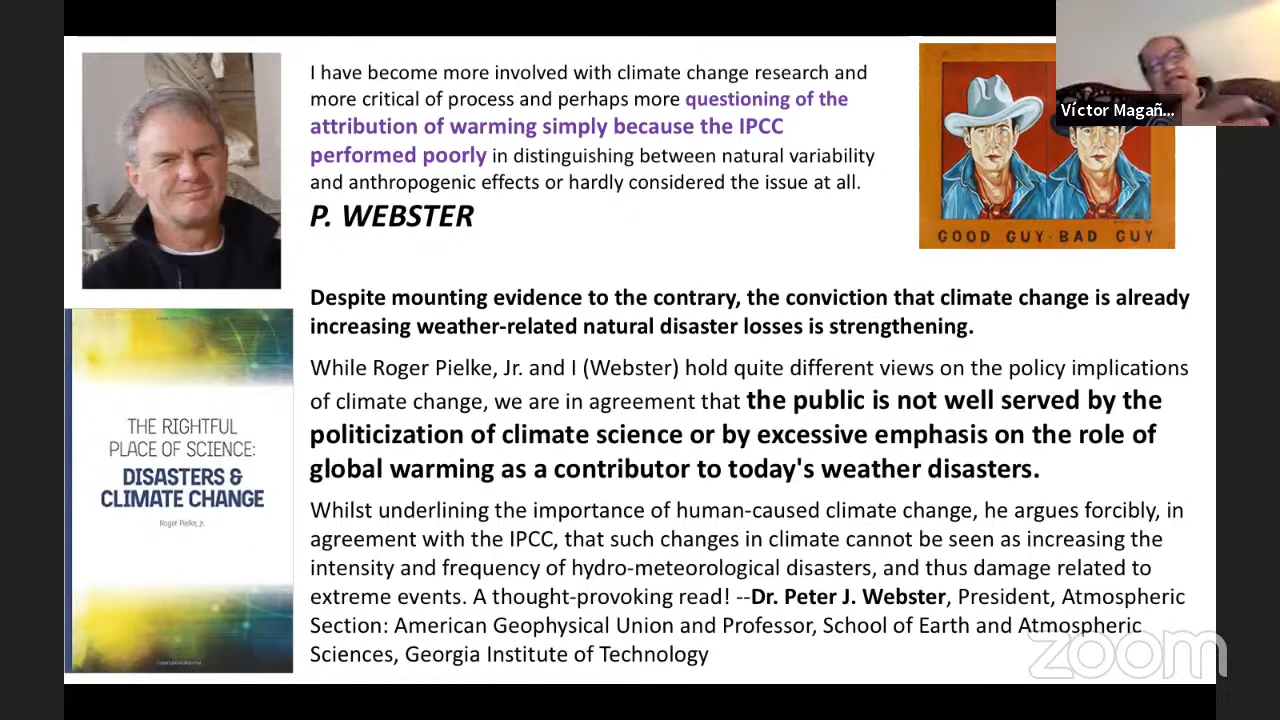 I have become more involved with climate change research and
more critical of process and perhaps more questioning of the
attribution of warming simply because the IPCC
performed poorly in distinguishing between natural variability
and anthropogenic effects or hardly considered the issue at all.
P. WEBSTER
GOOD GUY · BAD GUY
Víctor Magañ...
Despite mounting evidence to the contrary, the conviction that climate change is already
increasing weather-related natural disaster losses is strengthening.
While Roger Pielke, Jr. and I (Webster) hold quite different views on the policy implications
of climate change, we are in agreement that the public is not well served by the
politicization of climate science or by excessive emphasis on the role of
global warming as a contributor to today's weather disasters.
Whilst underlining the importance of human-caused climate change, he argues forcibly, in
agreement with the IPCC, that such changes in climate cannot be seen as increasing the
intensity and frequency of hydro-meteorological disasters, and thus damage related to
extreme events. A thought-provoking read! --Dr. Peter J. Webster, President, Atmospheric
Section: American Geophysical Union and Professor, School of Earth and Atmospheric
Sciences, Georgia Institute of Technology
THE RIGHTFUL
PLACE OF SCIENCE:
DISASTERS &
CLIMATE CHANGE
Roger Pielke, Jr.
zoom